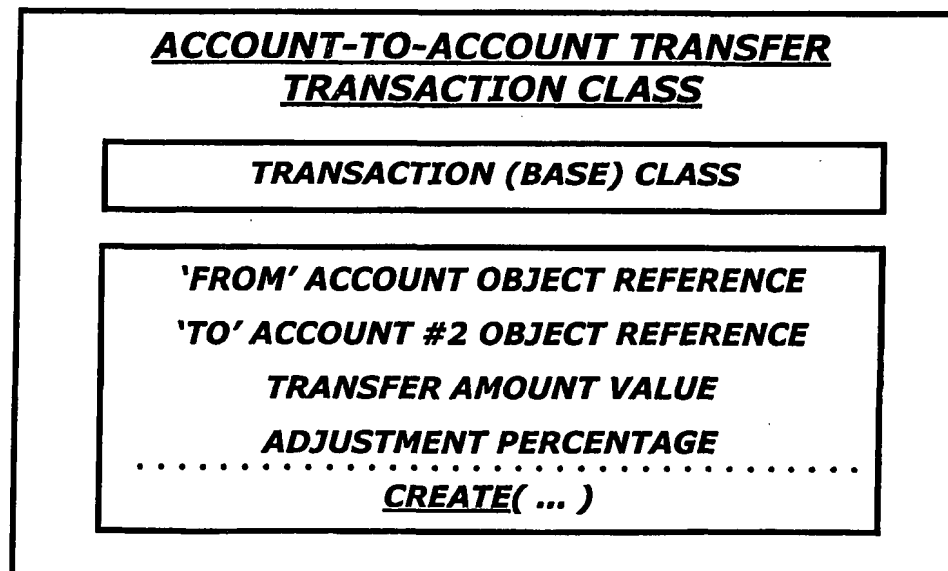 ACCOUNT-TO-ACCOUNT TRANSFER
TRANSACTION CLASS
TRANSACTION (BASE) CLASS
‘FROM’ ACCOUNT OBJECT REFERENCE
‘TO’ ACCOUNT #2 OBJECT REFERENCE
TRANSFER AMOUNT VALUE
ADJUSTMENT PERCENTAGE
CREATE( ... )